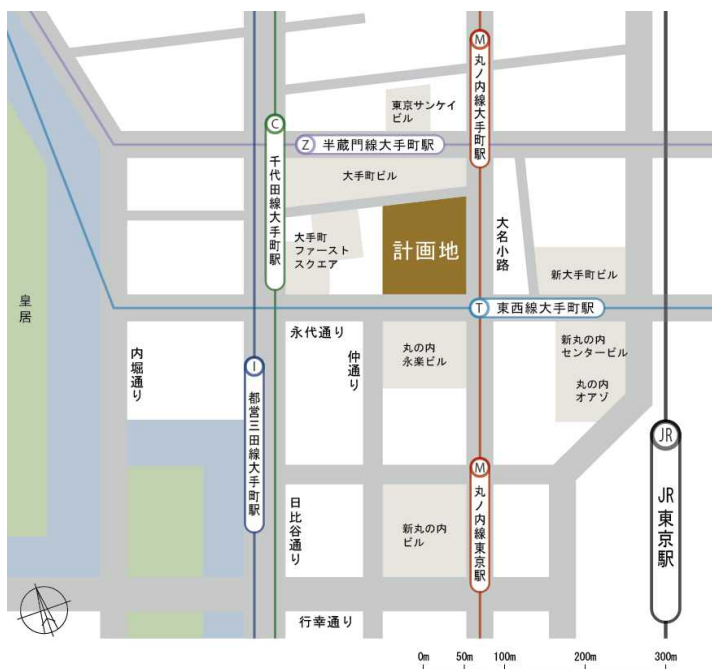 M
丸ノ内線大手町駅
東京サンケイ
ビル
C
千代田線大手町駅
Z
半蔵門線大手町駅
大手町ビル
大手町
ファースト
スクエア
計画地
大名小路
新大手町ビル
皇居
T
東西線大手町駅
永代通り
内堀通り
I
都営三田線大手町駅
仲通り
丸の内
永楽ビル
新丸の内
センタービル
丸の内
オアゾ
JR
JR東京駅
M
丸ノ内線東京駅
日比谷通り
新丸の内
ビル
行幸通り
0m
50m
100m
200m
300m